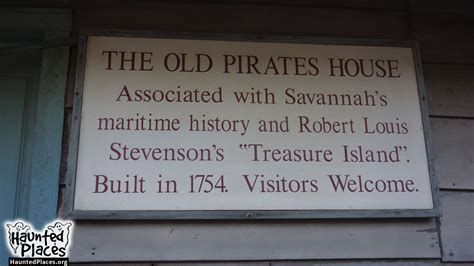 THE OLD PIRATES HOUSE
Associated with Savannah's
maritime history and Robert Louis
Stevenson's "Treasure Island".
Built in 1754. Visitors Welcome.
Haunted
Places
HauntedPlaces.org